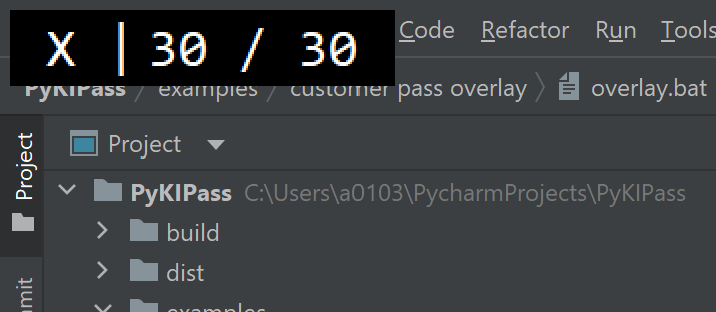 X | 30 / 30
Code Refactor Run Tools
PyKIPass / examples / customer pass overlay 〉 overlay.bat
Project
Project
PyKIPass C:\Users\a0103\PycharmProjects\PyKIPass
build
dist
examples